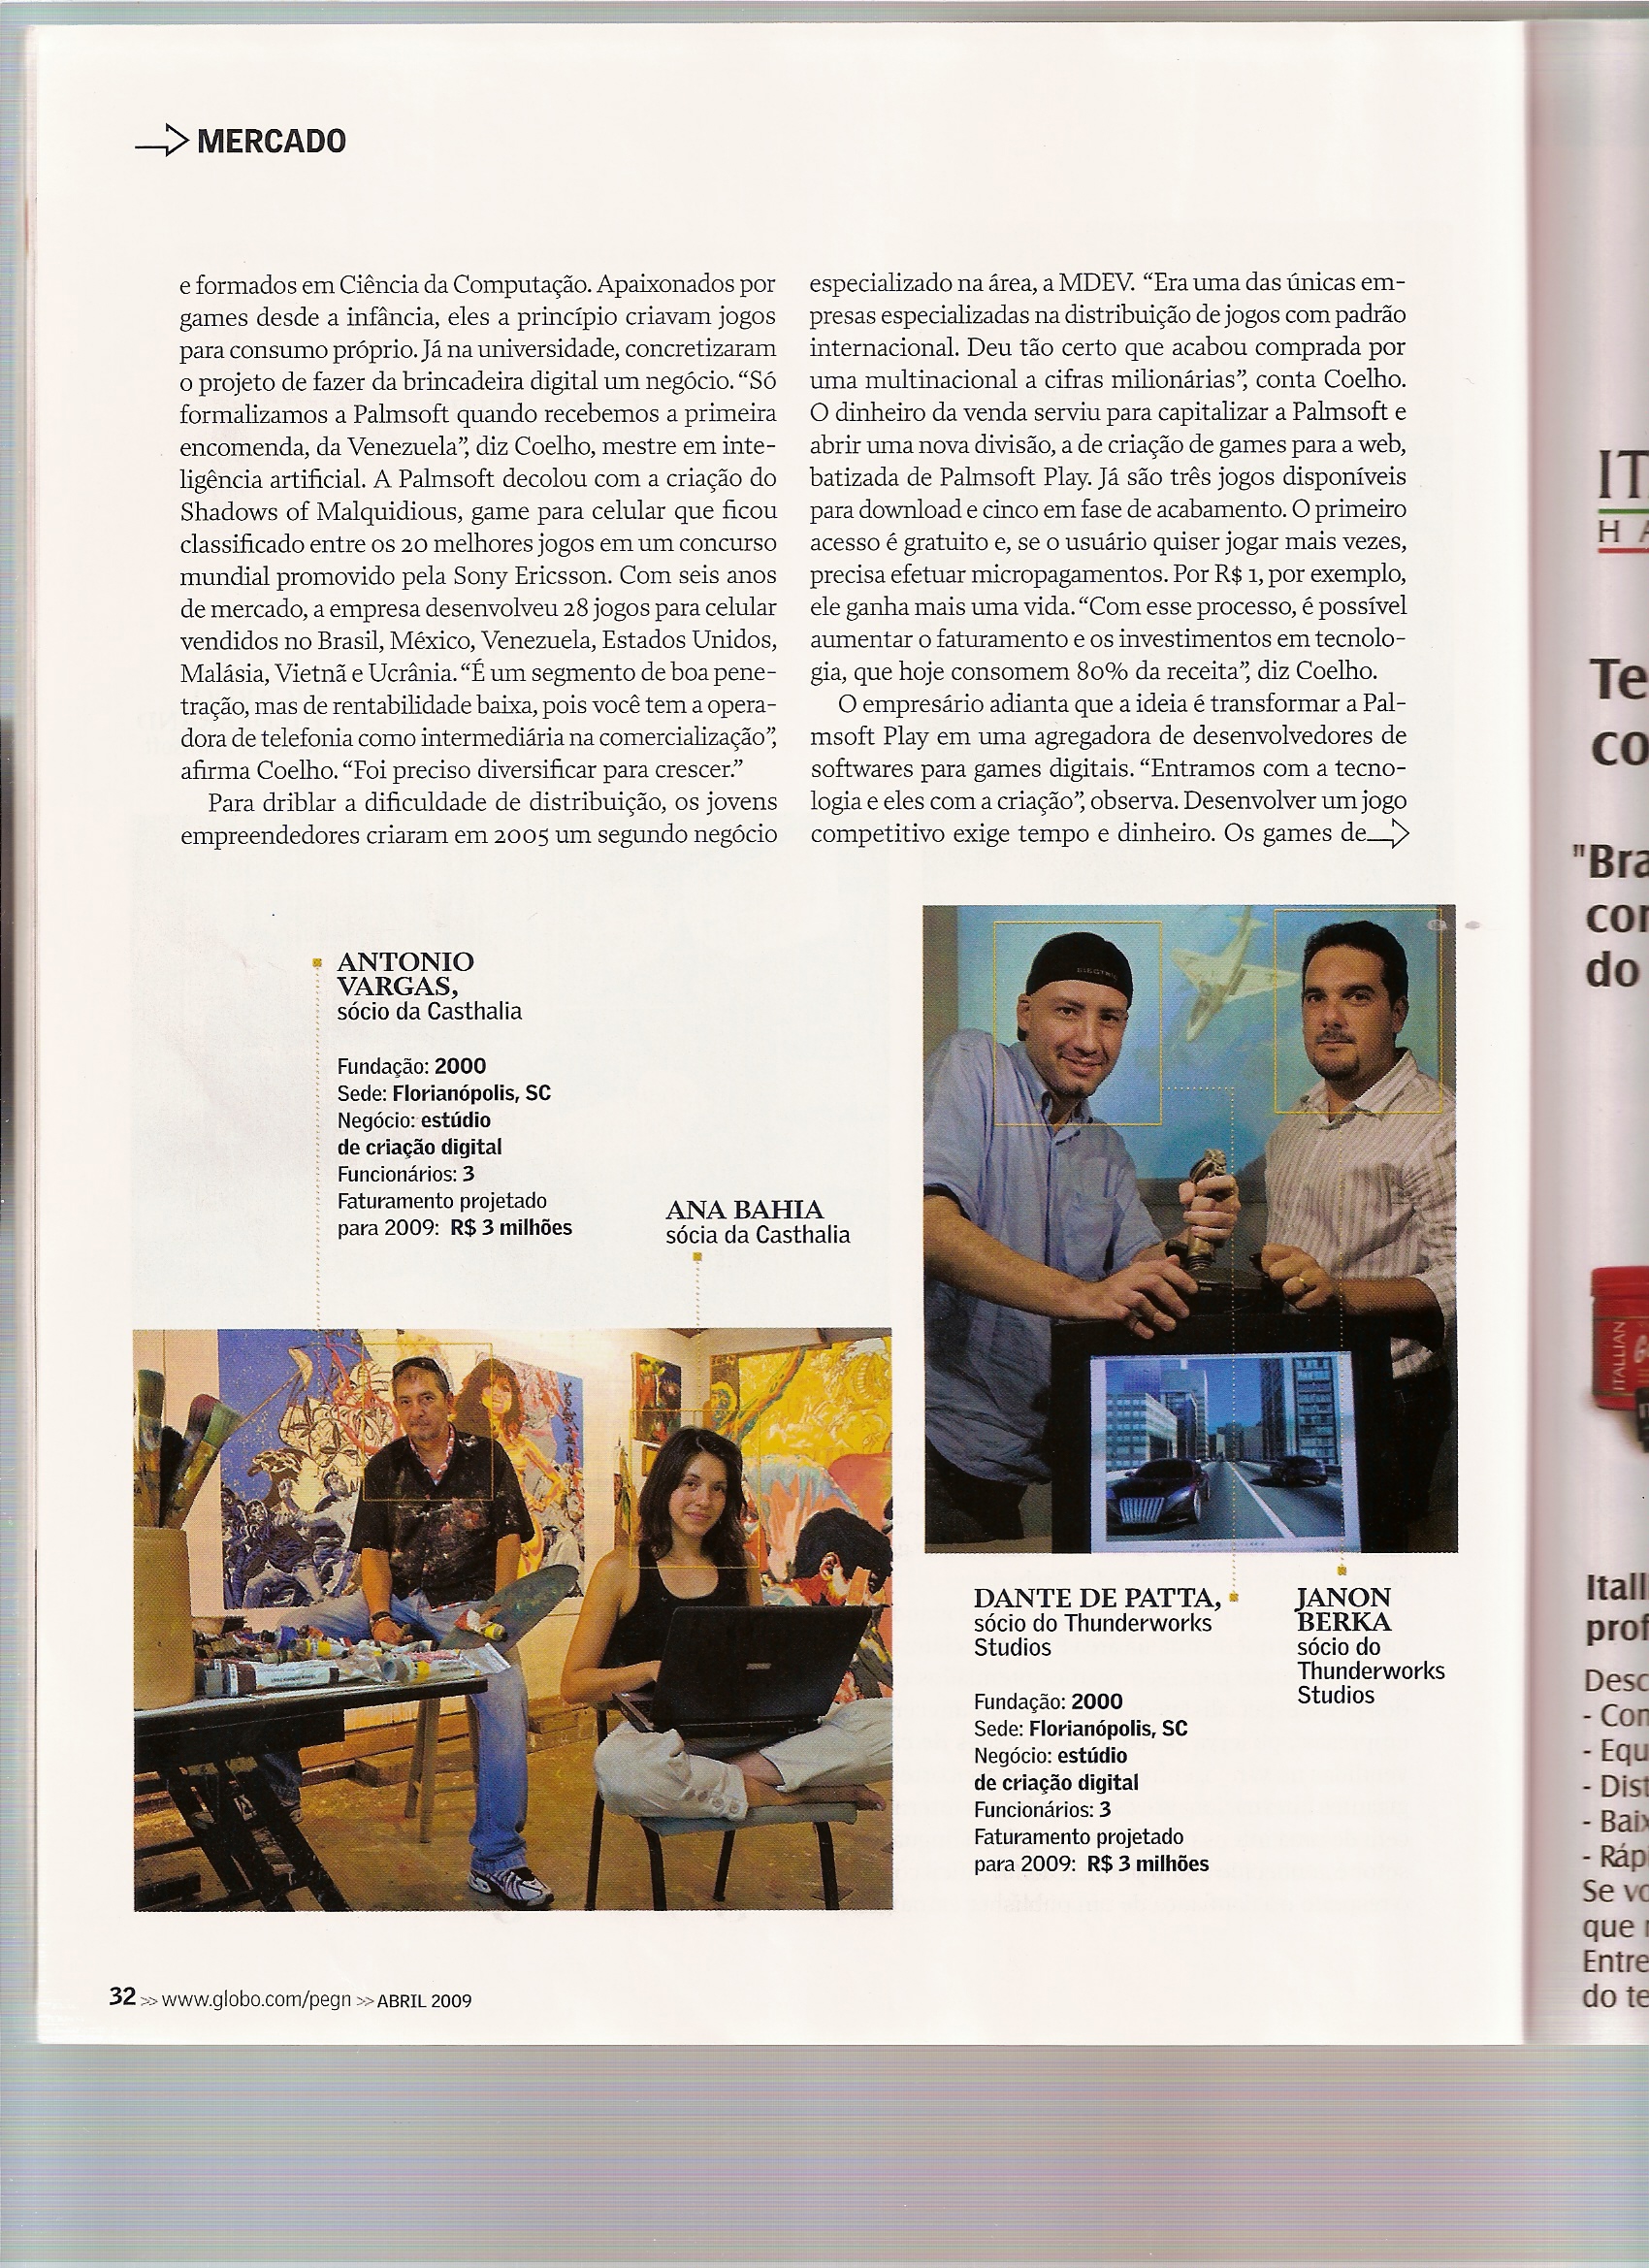 MERCADO
e formados em Ciência da Computação. Apaixonados por
games desde a infância, eles a princípio criavam jogos
para consumo próprio. Já na universidade, concretizaram
o projeto de fazer da brincadeira digital um negócio. “Só
formalizamos a Palmsoft quando recebemos a primeira
encomenda, da Venezuela”, diz Coelho, mestre em inte-
ligência artificial. A Palmsoft decolou com a criação do
Shadows of Malquidious, game para celular que ficou
classificado entre os 20 melhores jogos em um concurso
mundial promovido pela Sony Ericsson. Com seis anos
de mercado, a empresa desenvolveu 28 jogos para celular
vendidos no Brasil, México, Venezuela, Estados Unidos,
Malásia, Vietnã e Ucrânia. “É um segmento de boa pene-
tração, mas de rentabilidade baixa, pois você tem a opera-
dora de telefonia como intermediária na comercialização”,
afirma Coelho. “Foi preciso diversificar para crescer.”
Para driblar a dificuldade de distribuição, os jovens
empreendedores criaram em 2005 um segundo negócio
especializado na área, a MDEV. “Era uma das únicas em-
presas especializadas na distribuição de jogos com padrão
internacional. Deu tão certo que acabou comprada por
uma multinacional a cifras milionárias”, conta Coelho.
O dinheiro da venda serviu para capitalizar a Palmsoft e
abrir uma nova divisão, a de criação de games para a web,
batizada de Palmsoft Play. Já são três jogos disponíveis
para download e cinco em fase de acabamento. O primeiro
acesso é gratuito e, se o usuário quiser jogar mais vezes,
precisa efetuar micropagamentos. Por R$ 1, por exemplo,
ele ganha mais uma vida. “Com esse processo, é possível
aumentar o faturamento e os investimentos em tecnolo-
gia, que hoje consomem 80% da receita”, diz Coelho.
O empresário adianta que a ideia é transformar a Pal-
msoft Play em uma agregadora de desenvolvedores de
softwares para games digitais. “Entramos com a tecno-
logia e eles com a criação”, observa. Desenvolver um jogo
competitivo exige tempo e dinheiro. Os games de
ANTONIO
VARGAS,
sócio da Casthalia
Fundação: 2000
Sede: Florianópolis, SC
Negócio: estúdio
de criação digital
Funcionários: 3
Faturamento projetado
para 2009: R$ 3 milhões
ANA BAHIA
sócia da Casthalia
DANTE DE PATTA,
sócio do Thunderworks
Studios
Fundação: 2000
Sede: Florianópolis, SC
Negócio: estúdio
de criação digital
Funcionários: 3
Faturamento projetado
para 2009: R$ 3 milhões
JANON
BERKA
sócio do
Thunderworks
Studios
32 >> www.globo.com/pegn >> ABRIL 2009
Te
co
"Bra
do
Itall
prof
Desc
- Con
- Equ
- Dist
- Baix
- Rápi
Se vo
que
Entre
do te
ITALLIAN